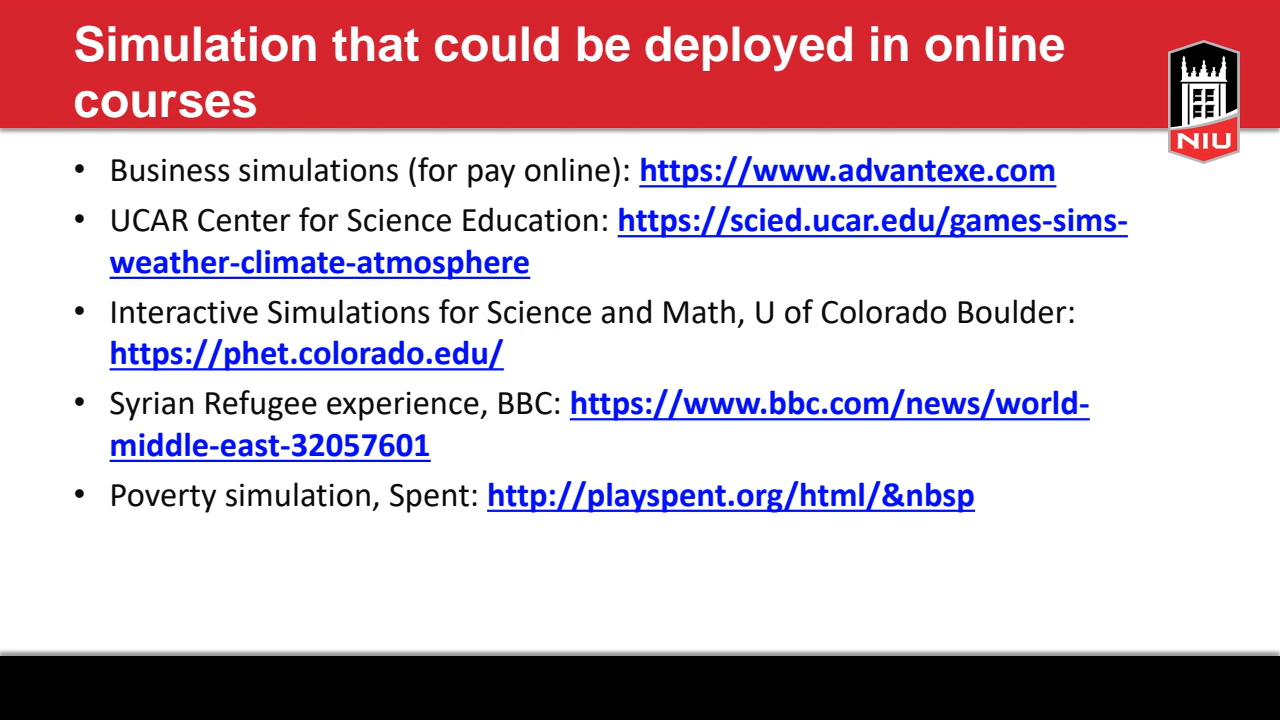 Simulation that could be deployed in online
courses
NIU
• Business simulations (for pay online): https://www.advantexe.com
• UCAR Center for Science Education: https://scied.ucar.edu/games-sims-
weather-climate-atmosphere
• Interactive Simulations for Science and Math, U of Colorado Boulder:
https://phet.colorado.edu/
• Syrian Refugee experience, BBC: https://www.bbc.com/news/world-
middle-east-32057601
• Poverty simulation, Spent: http://playspent.org/html/&nbsp